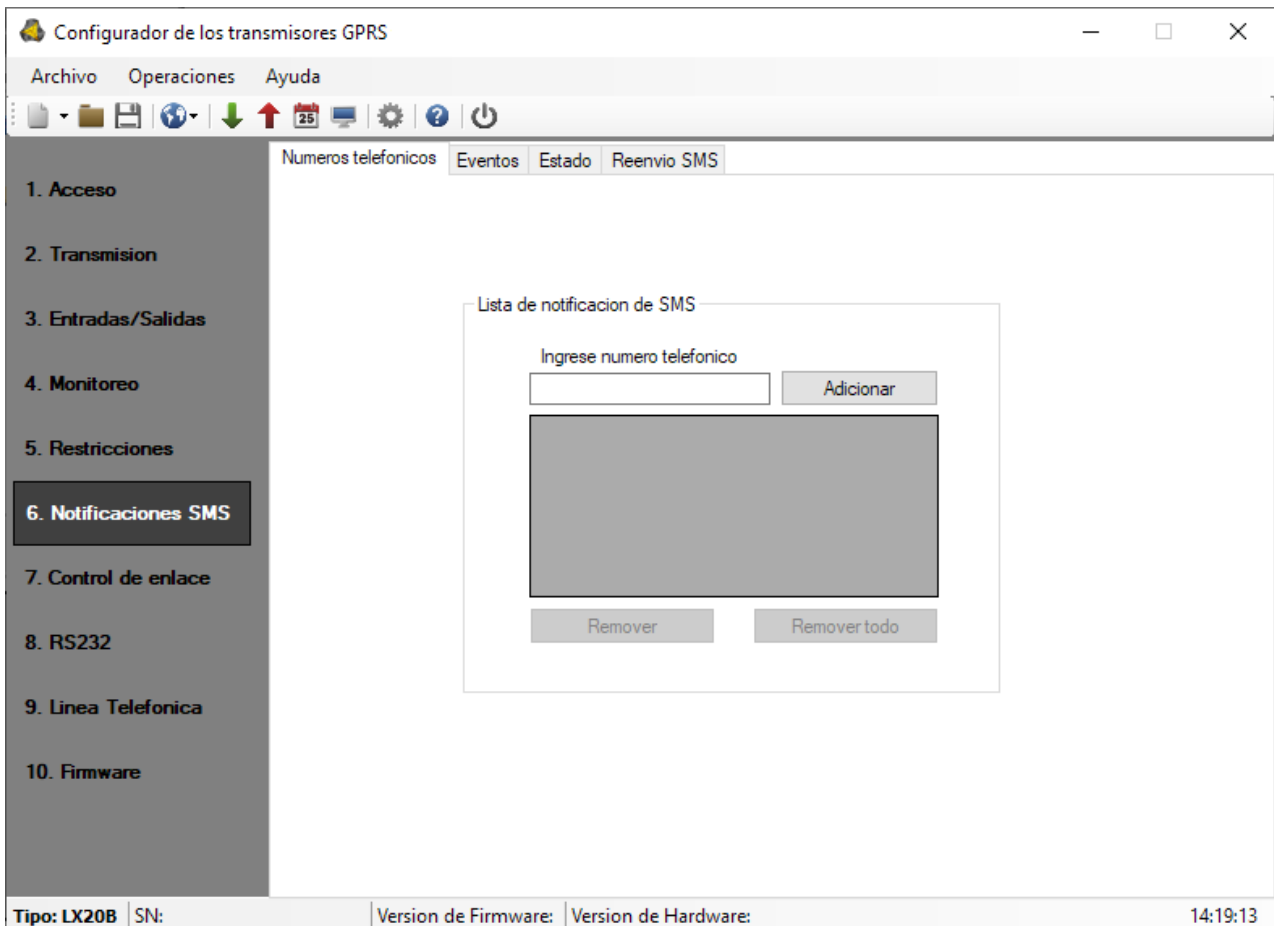 Configurador de los transmisores GPRS
Archivo Operaciones Ayuda
25
Numeros telefonicos Eventos Estado Reenvio SMS
1. Acceso
2. Transmision
3. Entradas/Salidas
4. Monitoreo
5. Restricciones
6. Notificaciones SMS
7. Control de enlace
8. RS232
9. Linea Telefonica
10. Firmware
Lista de notificacion de SMS
Ingrese numero telefonico
Adicionar
Remover Remover todo
Tipo: LX20B SN: Version de Firmware: Version de Hardware: 14:19:13